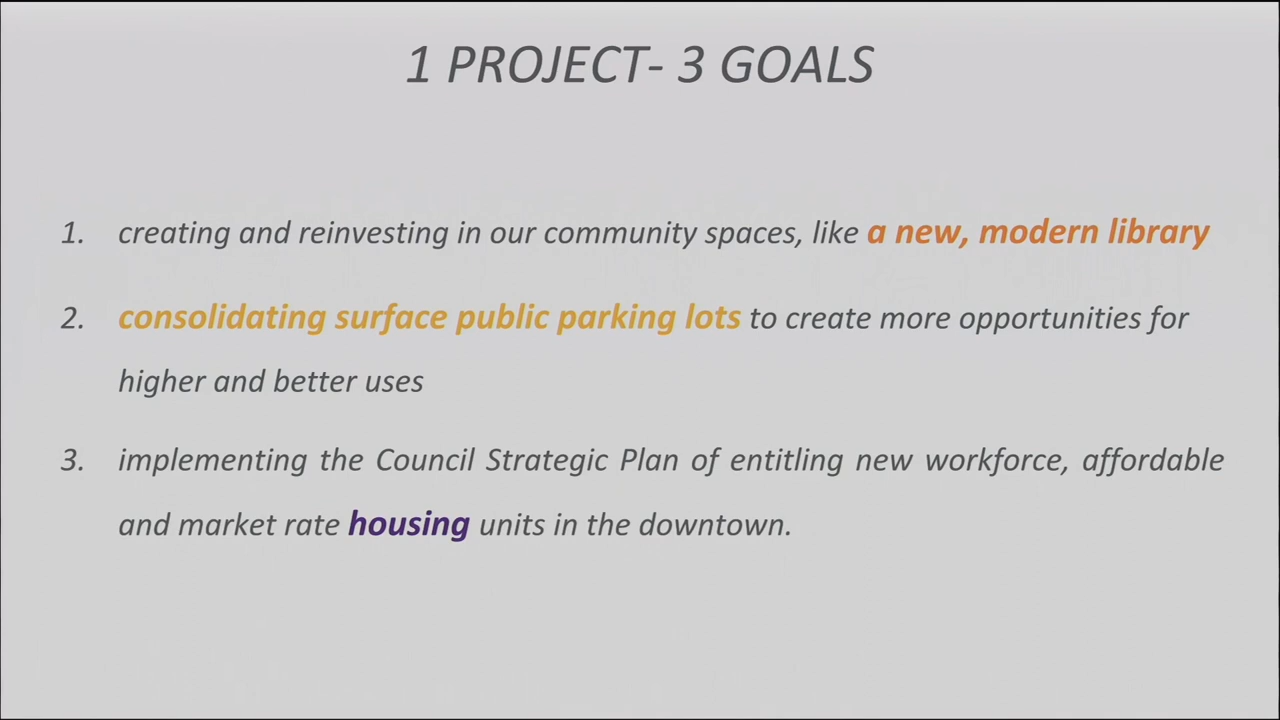 1 PROJECT- 3 GOALS
1. creating and reinvesting in our community spaces, like a new, modern library
2. consolidating surface public parking lots to create more opportunities for
higher and better uses
3. implementing the Council Strategic Plan of entitling new workforce, affordable
and market rate housing units in the downtown.